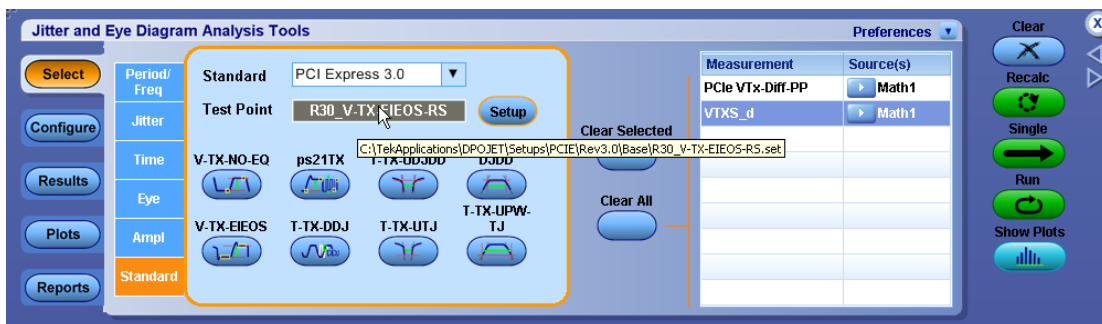 Jitter and Eye Diagram Analysis Tools
Preferences
Clear
X
Select
Configure
Results
Plots
Reports
Period/
Freq
Jitter
Time
Eye
Ampl
Standard
Standard
PCI Express 3.0
Test Point
R30_V-TX-EIEOS-RS
Setup
C:\TekApplications\DPOJET\Setups\PCIE\Rev3.0\Base\R30_V-TX-EIEOS-RS.set
V-TX-NO-EQ
ps21TX
T-TX-UDJDD
DJDD
V-TX-EIEOS
T-TX-DDJ
T-TX-UTJ
T-TX-UPW-
TJ
Clear Selected
Clear All
Measurement
Source(s)
PCIe VTx-Diff-PP
Math1
VTXS_d
Math1
Recalc
Single
Run
Show Plots